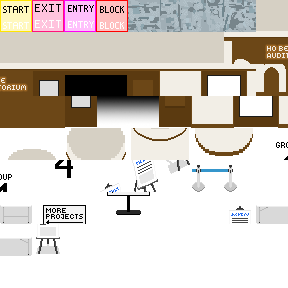 START EXIT ENTRY BLOCK
START EXIT ENTRY BLOCK
HO BE
AUDIT
E
TORIUM
4
GRO
OUP
MORE
PROJECTS